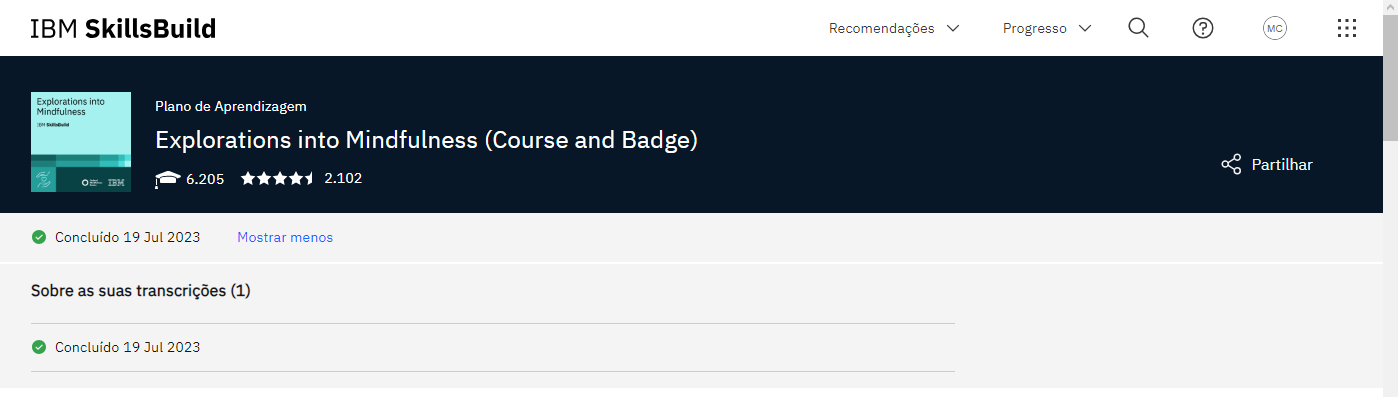 IBM SkillsBuild
Recomendações
Progresso
MC
Explorations into
Mindfulness
IBM SkillsBuild
IBM
Plano de Aprendizagem
Explorations into Mindfulness (Course and Badge)
6.205
2.102
Partilhar
Concluído 19 Jul 2023
Mostrar menos
Sobre as suas transcrições (1)
Concluído 19 Jul 2023